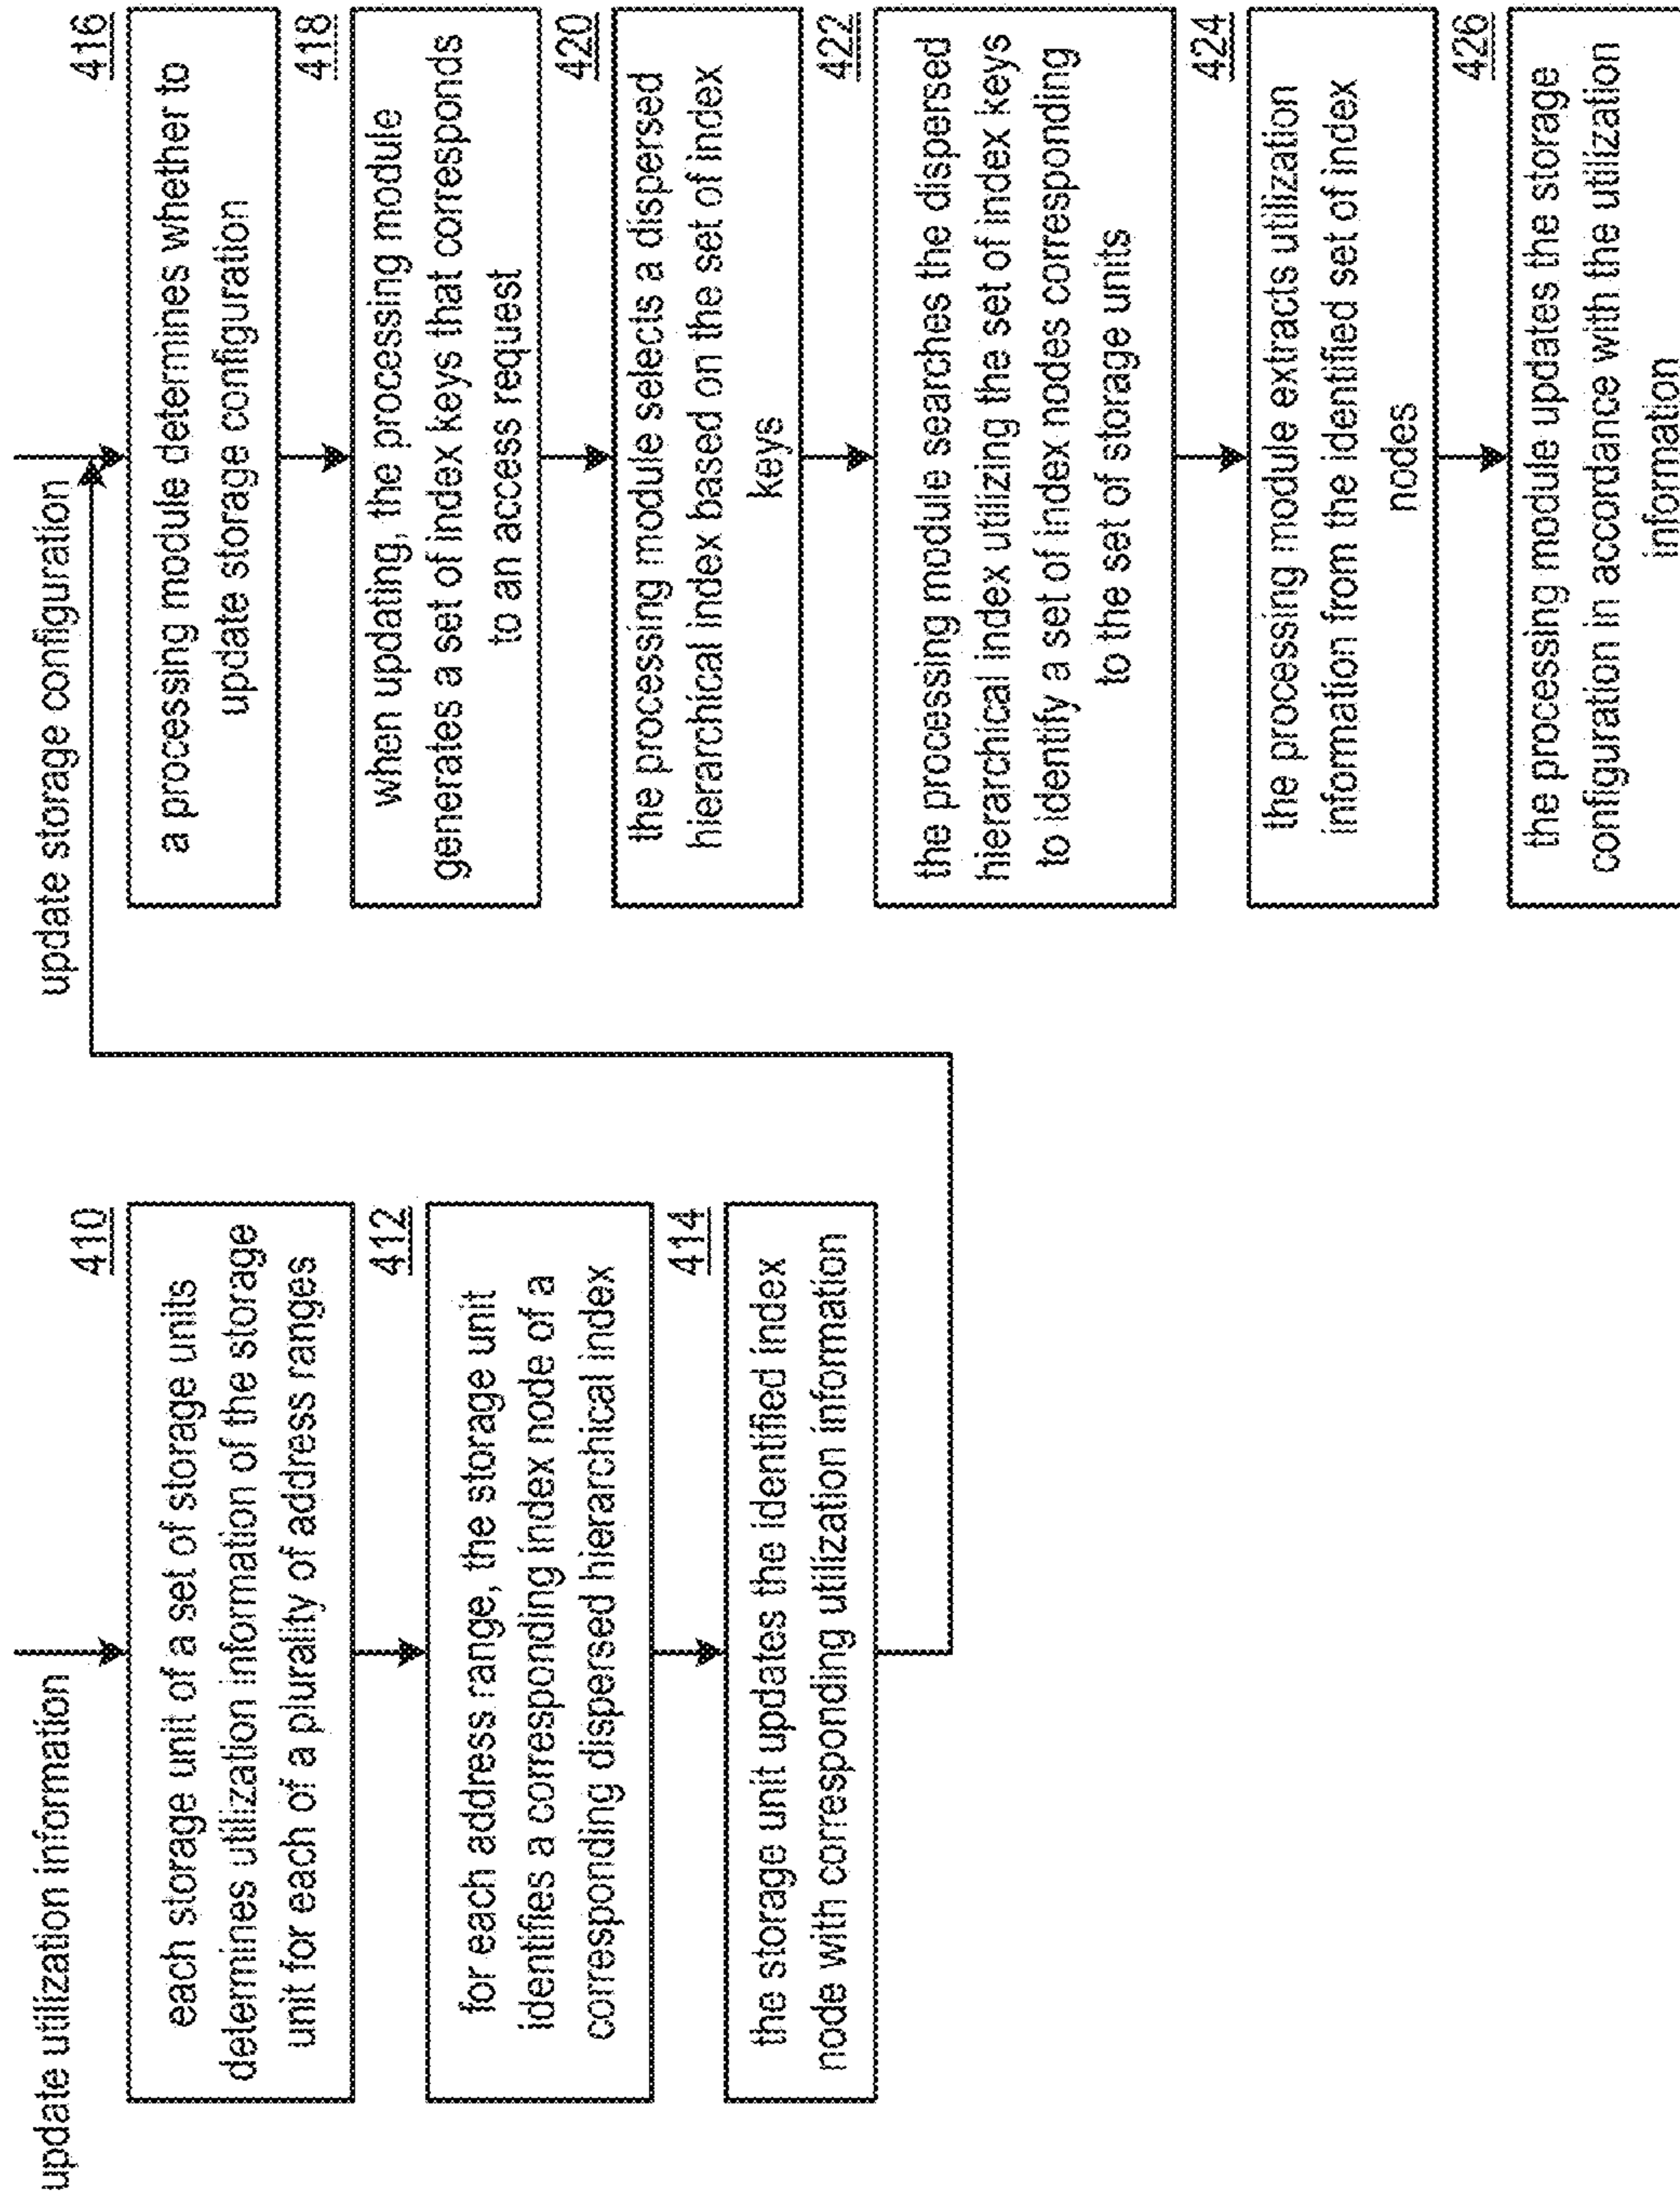 update utilization information
410
each storage unit of a set of storage units
determines utilization information of the storage
unit for each of a plurality of address ranges
412
for each address range, the storage unit
identifies a corresponding index node of a
corresponding dispersed hierarchical index
414
the storage unit updates the identified index
node with corresponding utilization information
update storage configuration
416
a processing module determines whether to
update storage configuration
418
when updating, the processing module
generates a set of index keys that corresponds
to an access request
420
the processing module selects a dispersed
hierarchical index based on the set of index
keys
422
the processing module searches the dispersed
hierarchical index utilizing the set of index keys
to identify a set of index nodes corresponding
to the set of storage units
424
the processing module extracts utilization
information from the identified set of index
nodes
426
the processing module updates the storage
configuration in accordance with the utilization
information